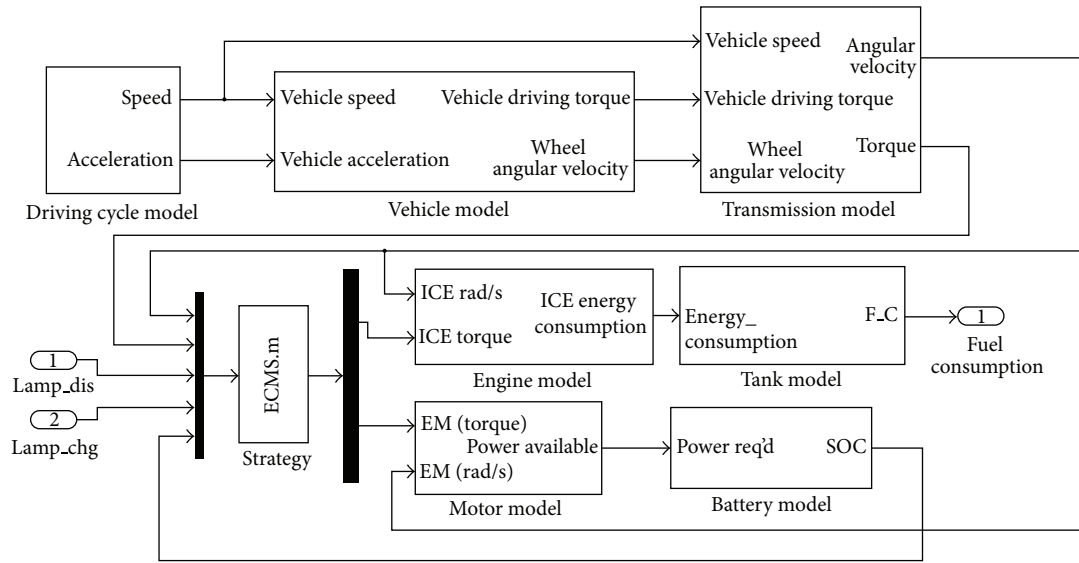 Vehicle speed
Angular
velocity
Speed
Vehicle speed
Vehicle driving torque
Vehicle driving torque
Acceleration
Vehicle acceleration
Wheel
angular velocity
Wheel
angular velocity
Torque
Driving cycle model
Vehicle model
Transmission model
ICE rad/s
ICE energy
consumption
ICE torque
Energy_
consumption
F_C
1
Fuel
consumption
Engine model
Tank model
1
Lamp_dis
2
Lamp_chg
ECMS.m
Strategy
EM (torque)
Power available
EM (rad/s)
Power req'd
SOC
Motor model
Battery model